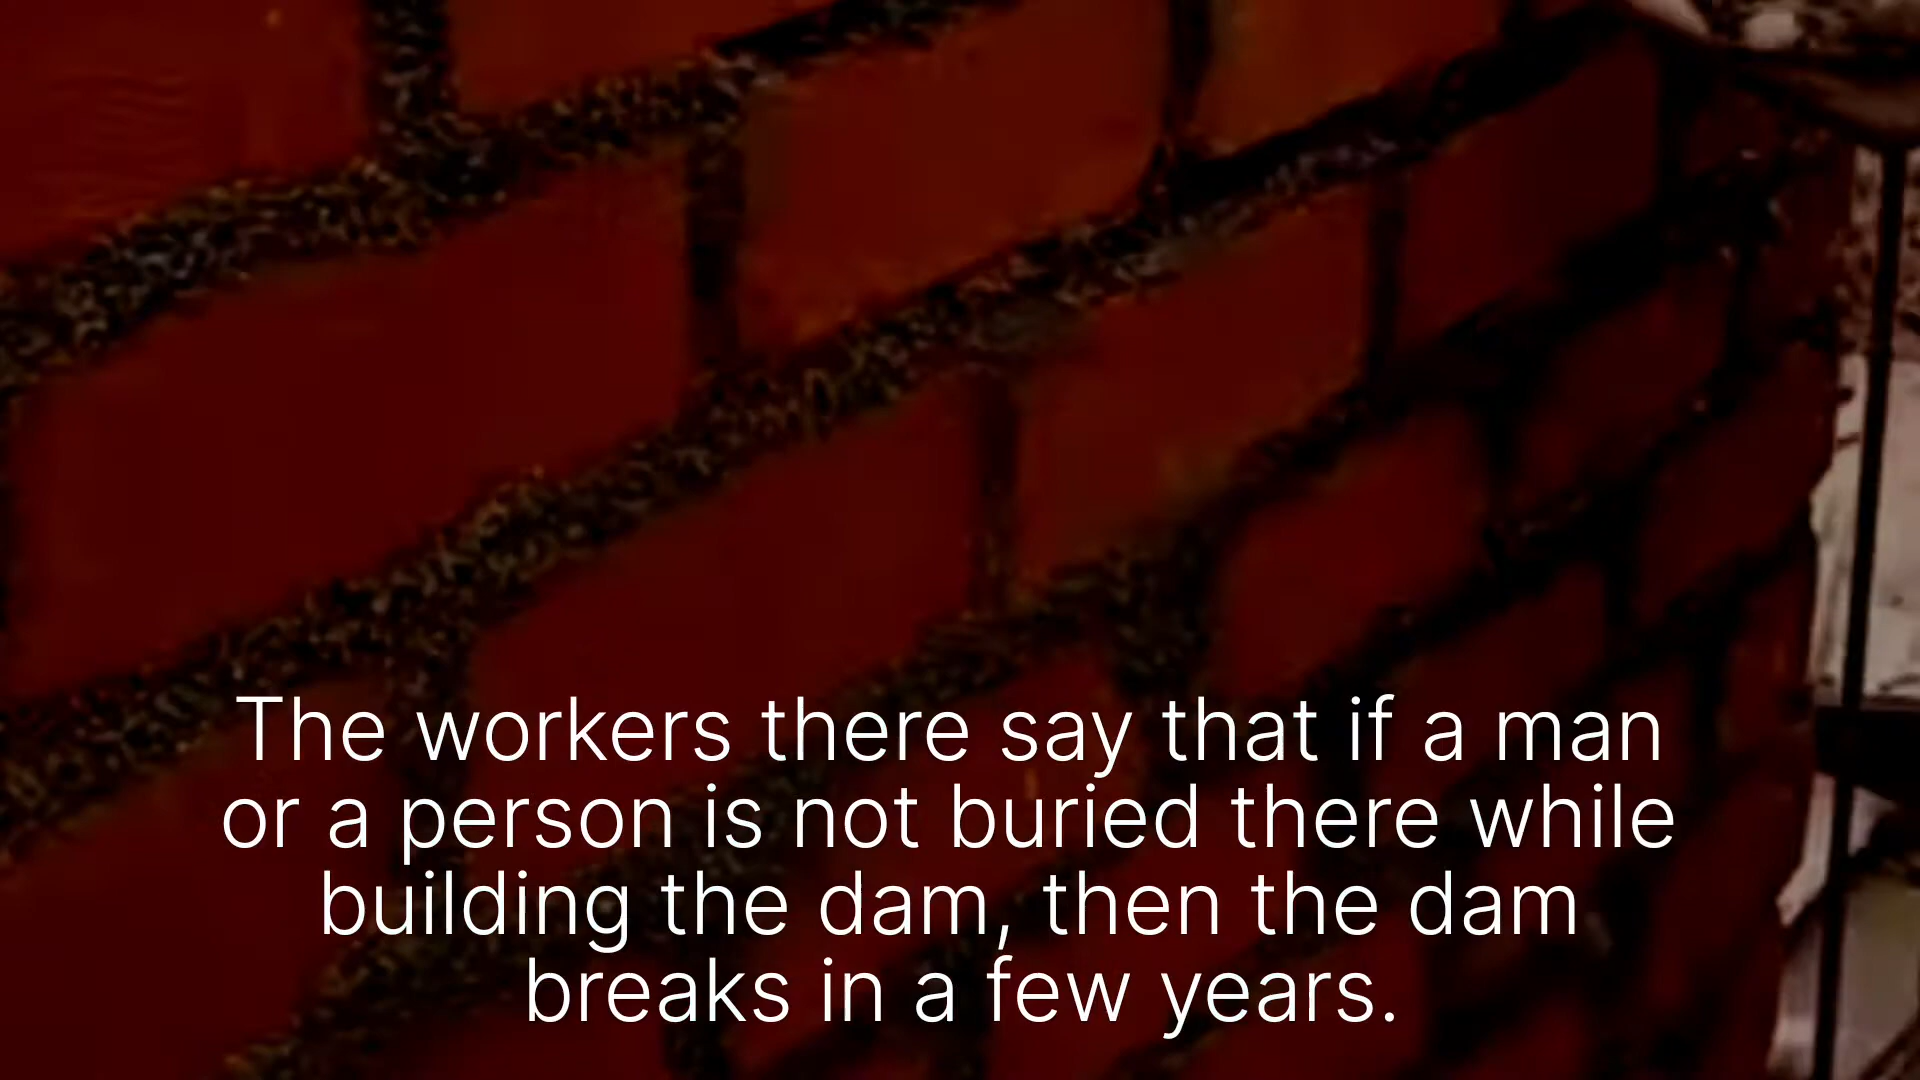 The workers there say that if a man
or a person is not buried there while
building the dam, then the dam
breaks in a few years.